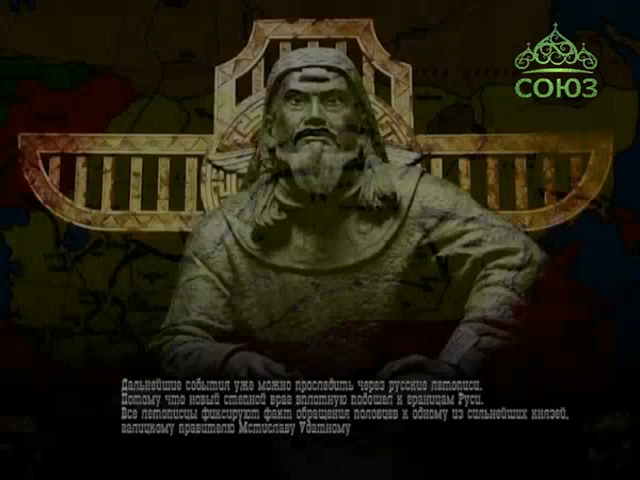 СОЮЗ
Дальнейшие события уже можно проследить через русские летописи.
Потому что новый степной враг вплотную подошел к границам Руси.
Все летописцы фиксируют факт обращения половцев к одному из сильнейших князей,
галицкому правителю Мстиславу Удатному